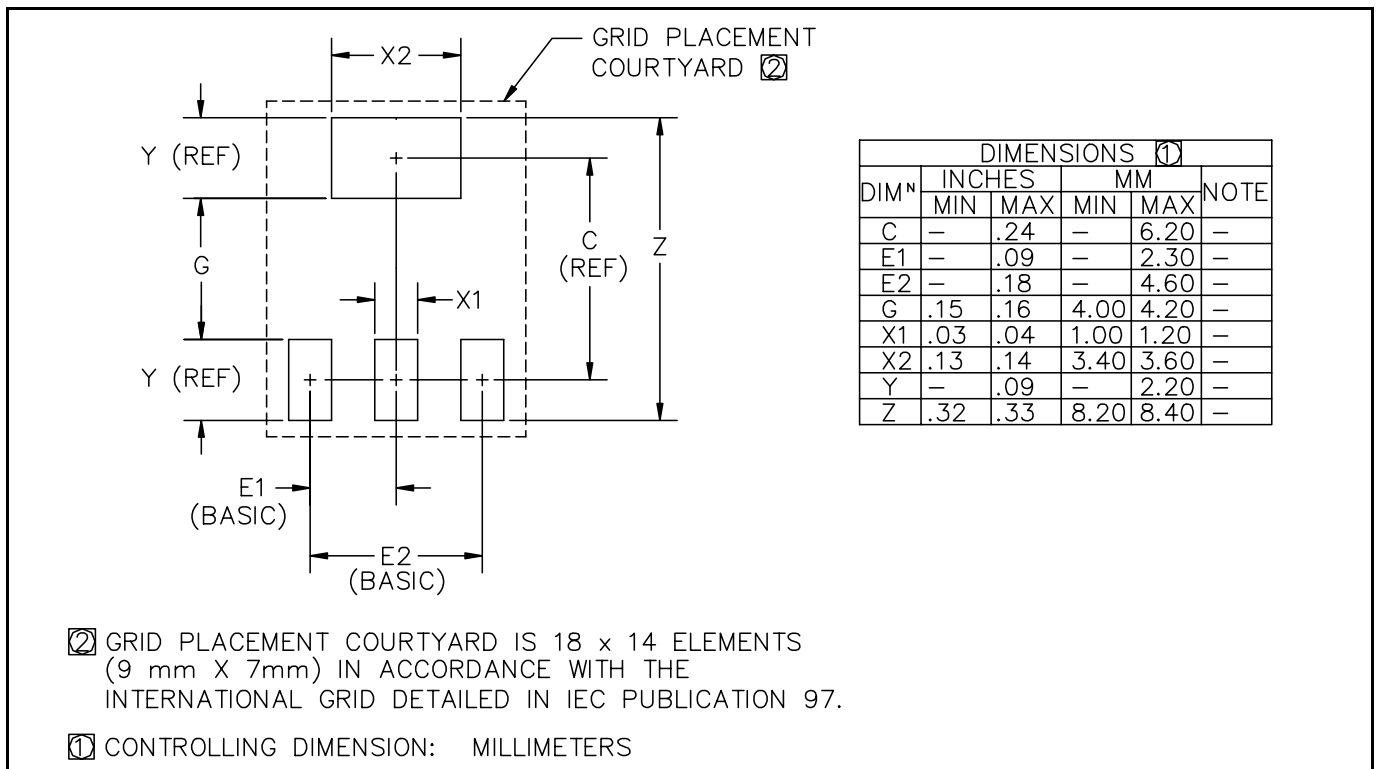 GRID PLACEMENT
COURTYARD ②
X2
Y (REF)
G
C
(REF)
Z
X1
Y (REF)
E1
(BASIC)
E2
(BASIC)
DIMENSIONS ①
DIMN INCHES MM NOTE
MIN MAX MIN MAX
C – .24 – 6.20 –
E1 – .09 – 2.30 –
E2 – .18 – 4.60 –
G .15 .16 4.00 4.20 –
X1 .03 .04 1.00 1.20 –
X2 .13 .14 3.40 3.60 –
Y – .09 – 2.20 –
Z .32 .33 8.20 8.40 –
② GRID PLACEMENT COURTYARD IS 18 x 14 ELEMENTS
(9 mm X 7mm) IN ACCORDANCE WITH THE
INTERNATIONAL GRID DETAILED IN IEC PUBLICATION 97.
① CONTROLLING DIMENSION: MILLIMETERS